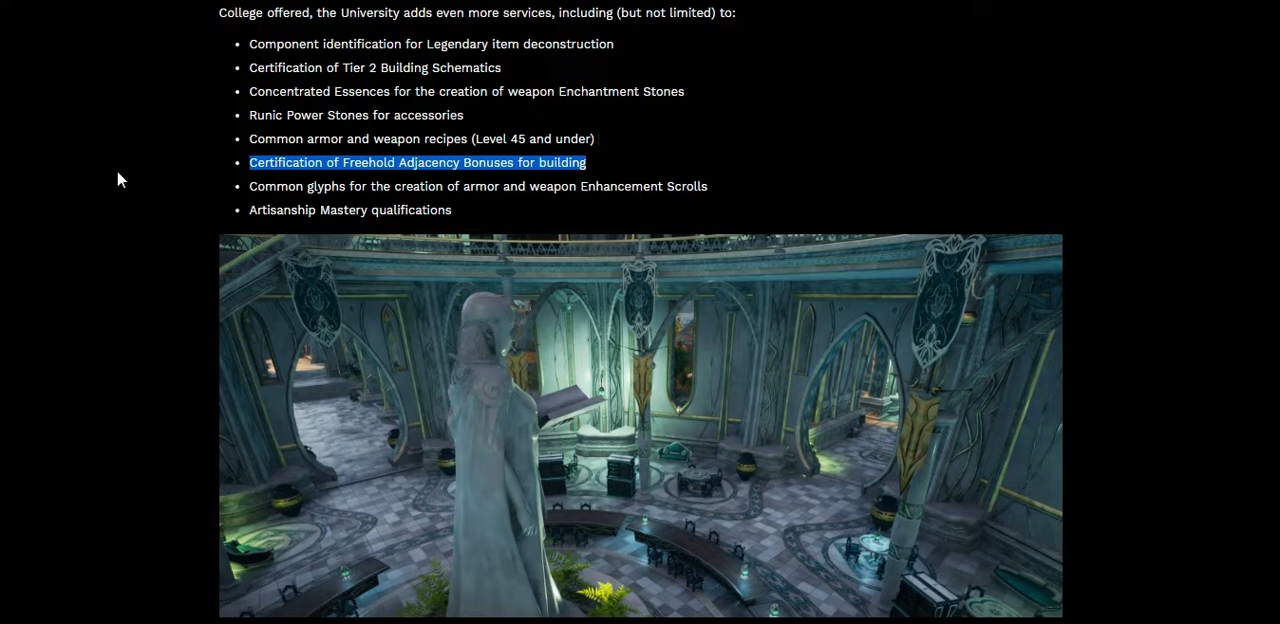 College offered, the University adds even more services, including (but not limited) to:
• Component identification for Legendary item deconstruction
• Certification of Tier 2 Building Schematics
• Concentrated Essences for the creation of weapon Enchantment Stones
• Runic Power Stones for accessories
• Common armor and weapon recipes (Level 45 and under)
• Certification of Freehold Adjacency Bonuses for building
• Common glyphs for the creation of armor and weapon Enhancement Scrolls
• Artisanship Mastery qualifications